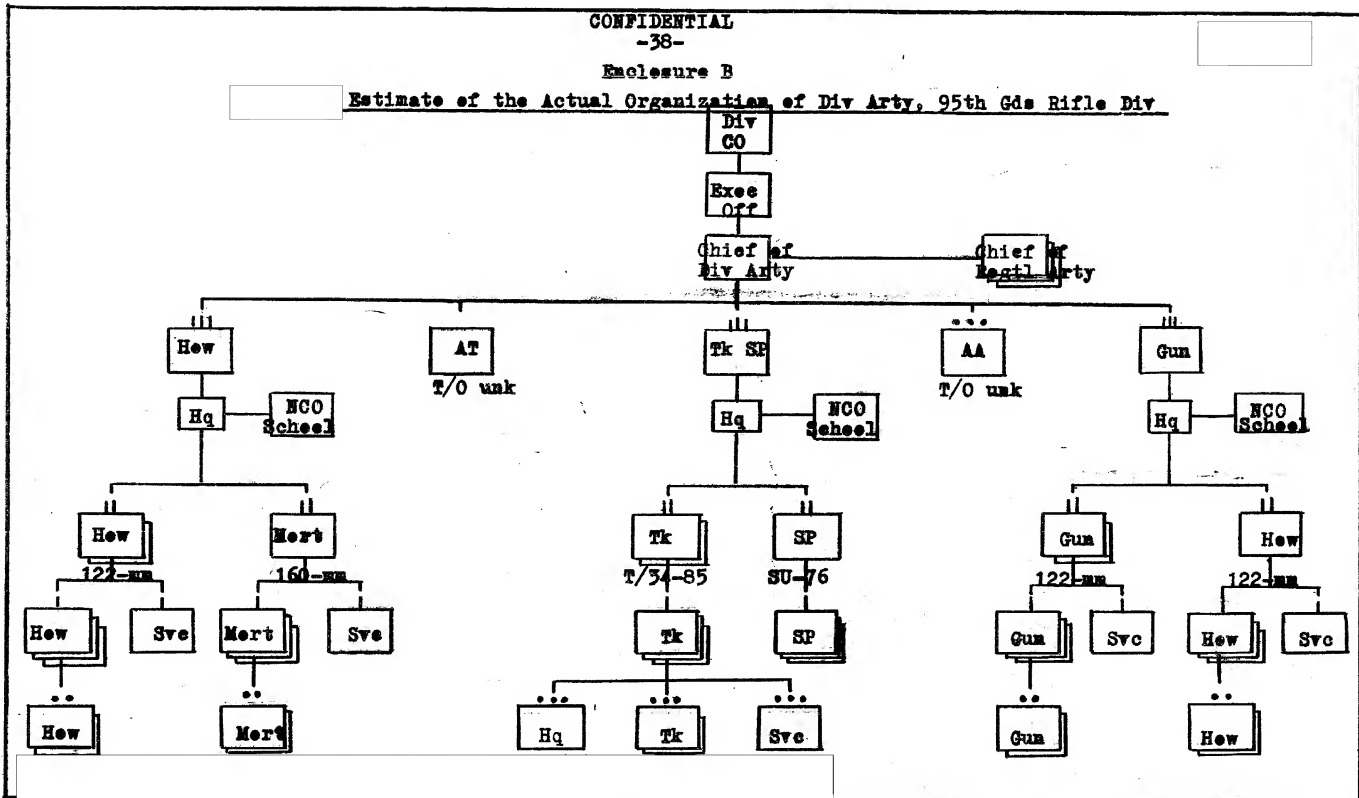 CONFIDENTIAL
-38-
Enclosure B
Estimate of the Actual Organization of Div Arty, 95th Gds Rifle Div
Div
CO
Exec
Off
Chief of
Div Arty
Chief of
Regtl Arty
How
AT
Tk SP
AA
Gun
T/O unk
T/O unk
Hq
NCO
School
Hq
NCO
School
Hq
NCO
School
How
Mort
Tk
SP
Gun
How
122-mm
160-mm
T/34-85
SU-76
122-mm
122-mm
How
Svc
Mort
Svc
Tk
SP
Gun
Svc
How
Svc
How
Mort
Hq
Tk
Svc
Gun
How